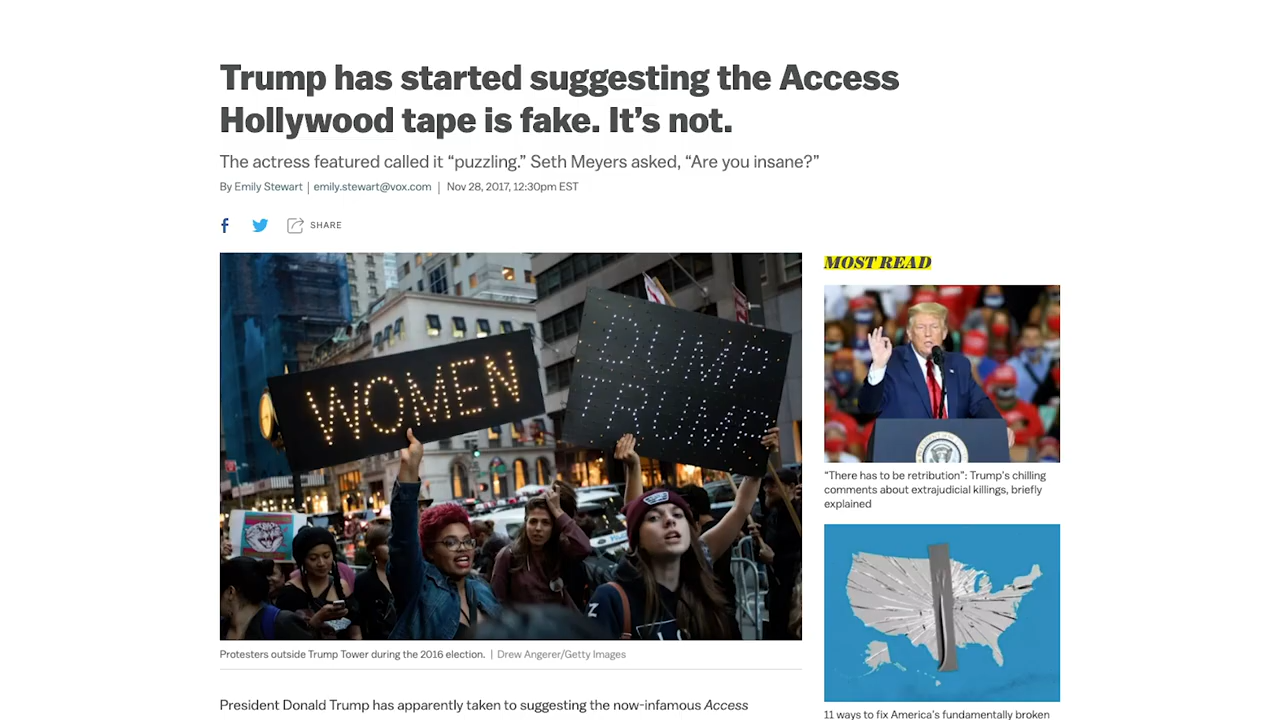 Trump has started suggesting the Access
Hollywood tape is fake. It’s not.
The actress featured called it “puzzling.” Seth Meyers asked, “Are you insane?”
By Emily Stewart | emily.stewart@vox.com | Nov 28, 2017, 12:30pm EST
SHARE
WOMEN
DUMP
TRUMP
Protesters outside Trump Tower during the 2016 election. | Drew Angerer/Getty Images
President Donald Trump has apparently taken to suggesting the now-infamous Access
MOST READ
“There has to be retribution”: Trump’s chilling
comments about extrajudicial killings, briefly
explained
11 ways to fix America’s fundamentally broken